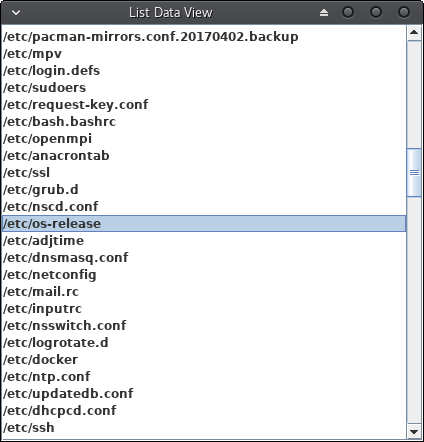 List Data View
/etc/pacman-mirrors.conf.20170402.backup
/etc/mpv
/etc/login.defs
/etc/sudoers
/etc/request-key.conf
/etc/bash.bashrc
/etc/openmpi
/etc/anacrontab
/etc/ssl
/etc/grub.d
/etc/nscd.conf
/etc/os-release
/etc/adjtime
/etc/dnsmasq.conf
/etc/netconfig
/etc/mail.rc
/etc/inputrc
/etc/nsswitch.conf
/etc/logrotate.d
/etc/docker
/etc/ntp.conf
/etc/updatedb.conf
/etc/dhcpcd.conf
/etc/ssh